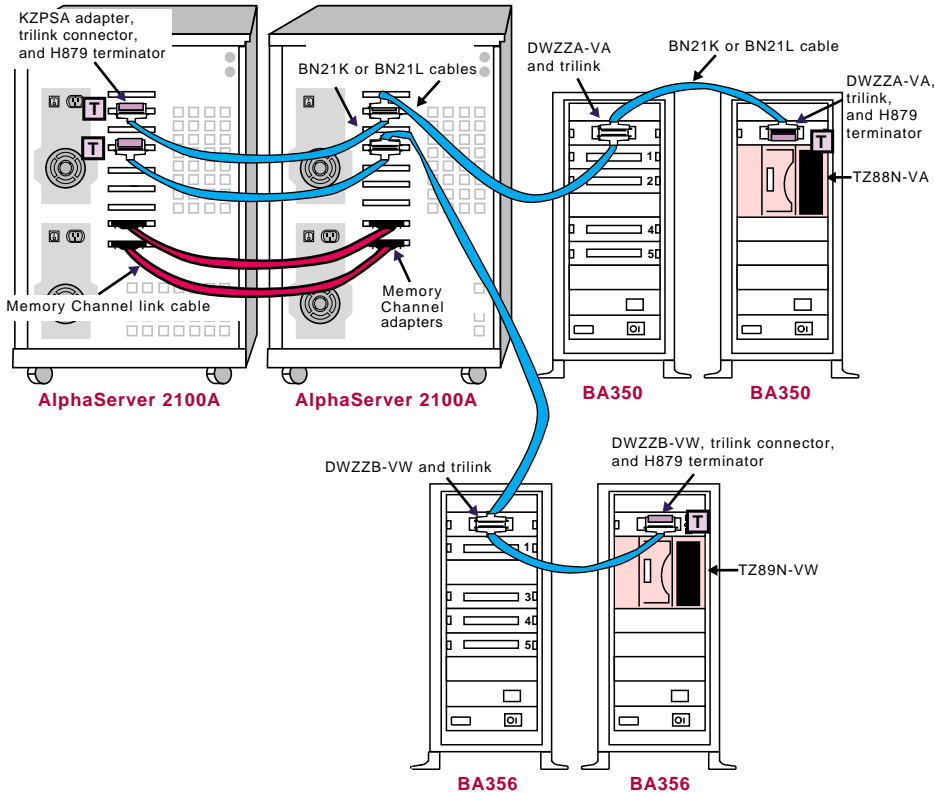 KZPSA adapter,
trilink connector,
and H879 terminator
BN21K or BN21L cables
DWZZA-VA
and trilink
BN21K or BN21L cable
DWZZA-VA,
trilink,
and H879
terminator
T
T
T
1
2
4
5
TZ88N-VA
Memory Channel link cable
Memory
Channel
adapters
AlphaServer 2100A
AlphaServer 2100A
BA350
BA350
DWZZB-VW and trilink
DWZZB-VW, trilink connector,
and H879 terminator
T
1
3
4
5
TZ89N-VW
BA356
BA356